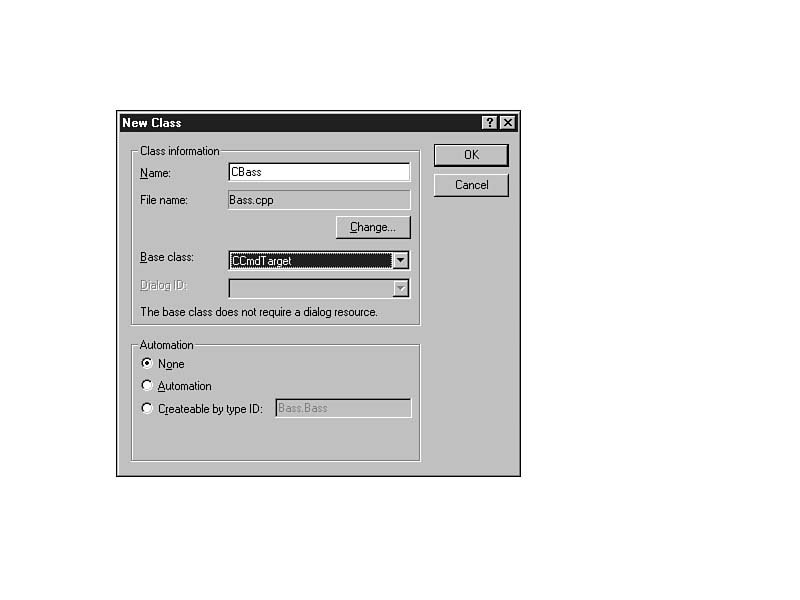 New Class
Class information
Name: CBass
File name: Bass.cpp
Change...
Base class: CCmdTarget
Dialog ID:
The base class does not require a dialog resource.
Automation
None
Automation
Createable by type ID: Bass.Bass
OK
Cancel